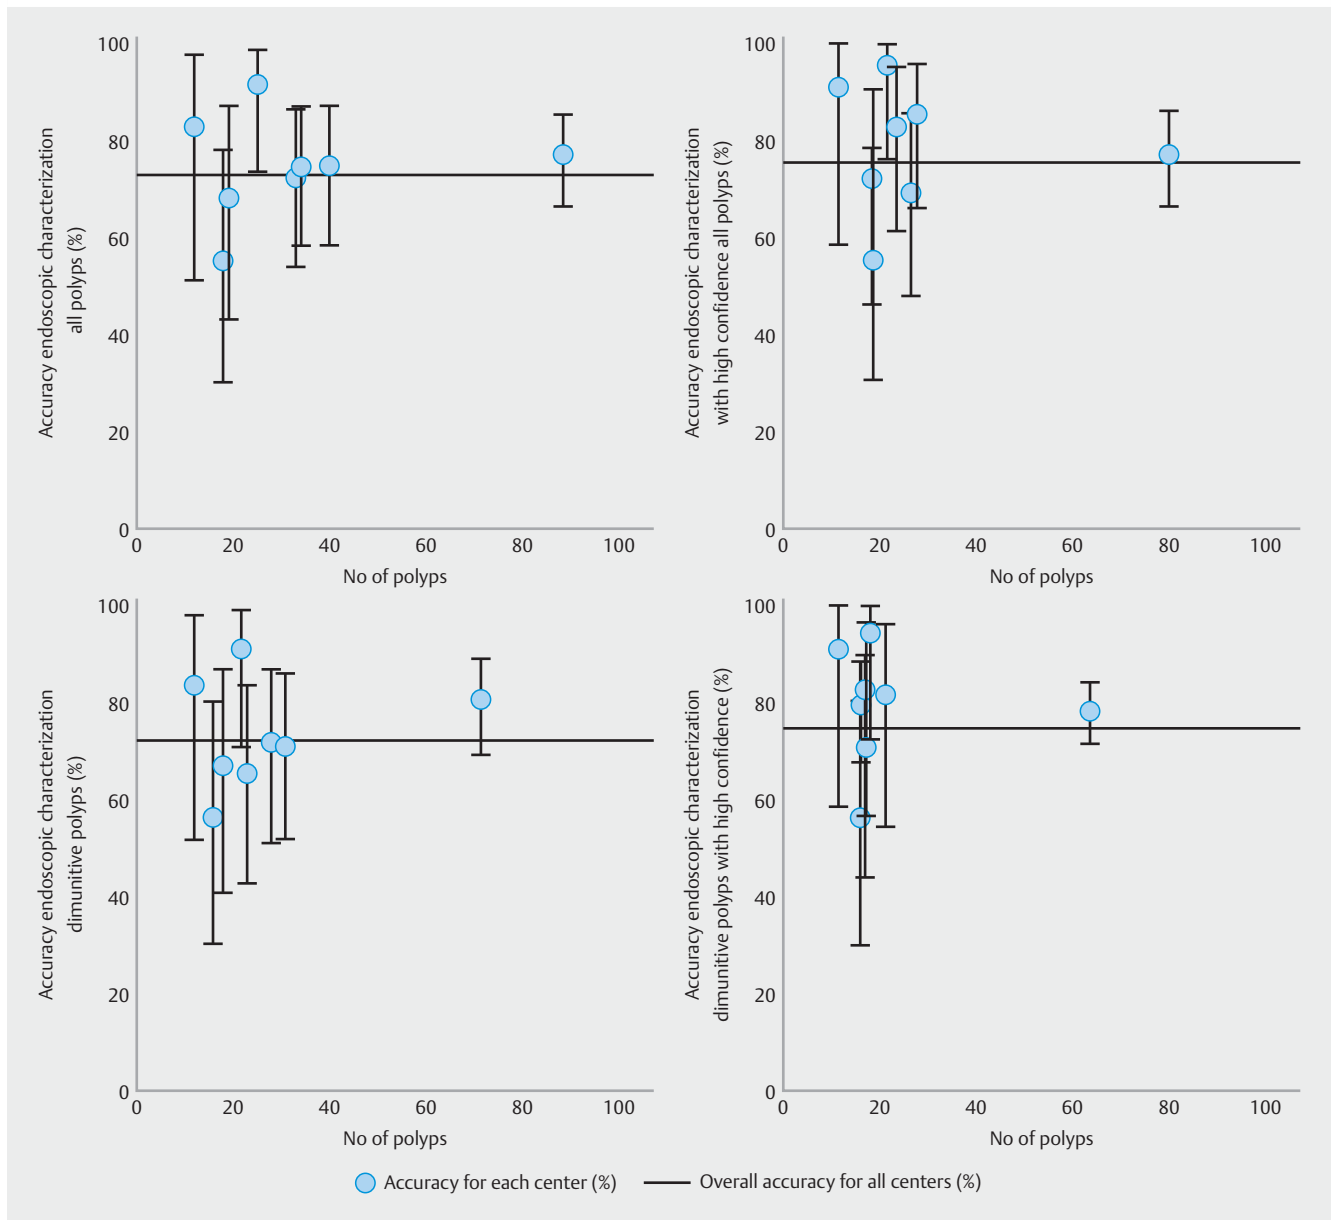 Accuracy endoscopic characterization
all polyps (%)
100
80
60
40
20
0
0 20 40 60 80 100
No of polyps
Accuracy endoscopic characterization
with high confidence all polyps (%)
100
80
60
40
20
0
0 20 40 60 80 100
No of polyps
Accuracy endoscopic characterization
dimunitive polyps (%)
100
80
60
40
20
0
0 20 40 60 80 100
No of polyps
Accuracy endoscopic characterization
dimunitive polyps with high confidence (%)
100
80
60
40
20
0
0 20 40 60 80 100
No of polyps
Accuracy for each center (%) Overall accuracy for all centers (%)